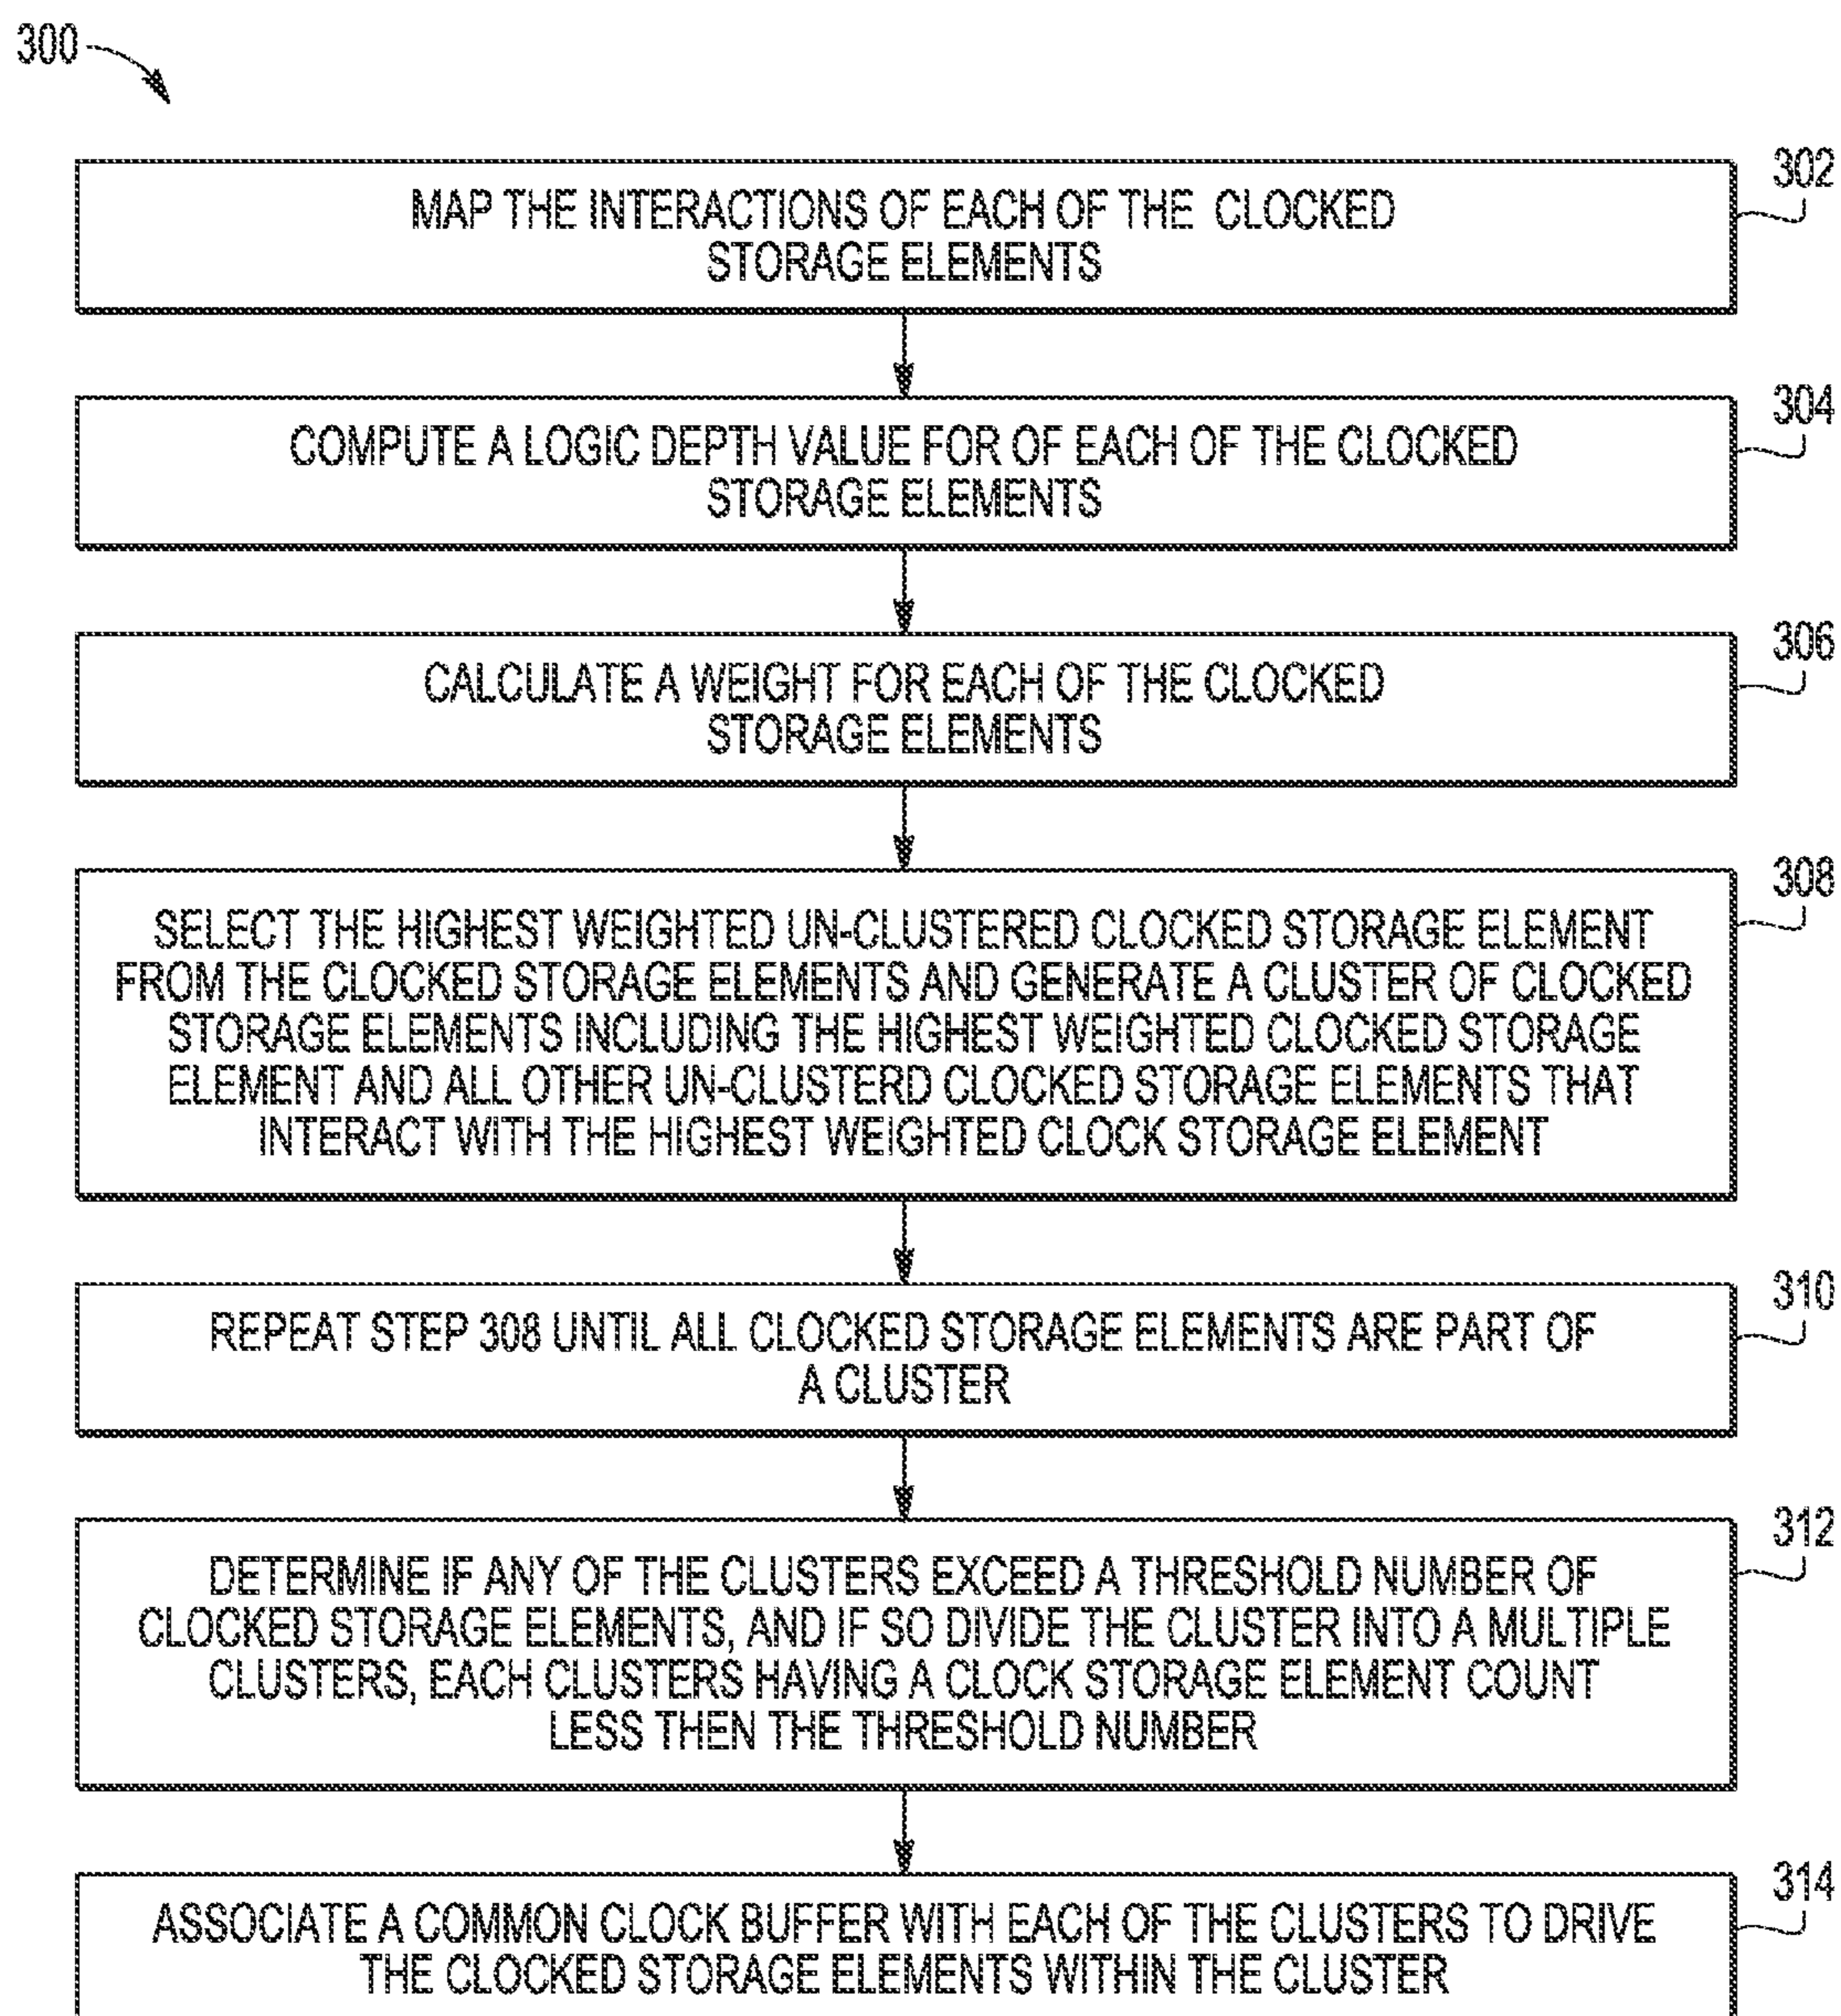 300
302
MAP THE INTERACTIONS OF EACH OF THE CLOCKED
STORAGE ELEMENTS
304
COMPUTE A LOGIC DEPTH VALUE FOR OF EACH OF THE CLOCKED
STORAGE ELEMENTS
306
CALCULATE A WEIGHT FOR EACH OF THE CLOCKED
STORAGE ELEMENTS
308
SELECT THE HIGHEST WEIGHTED UN-CLUSTERED CLOCKED STORAGE ELEMENT
FROM THE CLOCKED STORAGE ELEMENTS AND GENERATE A CLUSTER OF CLOCKED
STORAGE ELEMENTS INCLUDING THE HIGHEST WEIGHTED CLOCKED STORAGE
ELEMENT AND ALL OTHER UN-CLUSTERD CLOCKED STORAGE ELEMENTS THAT
INTERACT WITH THE HIGHEST WEIGHTED CLOCK STORAGE ELEMENT
310
REPEAT STEP 308 UNTIL ALL CLOCKED STORAGE ELEMENTS ARE PART OF
A CLUSTER
312
DETERMINE IF ANY OF THE CLUSTERS EXCEED A THRESHOLD NUMBER OF
CLOCKED STORAGE ELEMENTS, AND IF SO DIVIDE THE CLUSTER INTO A MULTIPLE
CLUSTERS, EACH CLUSTERS HAVING A CLOCK STORAGE ELEMENT COUNT
LESS THEN THE THRESHOLD NUMBER
314
ASSOCIATE A COMMON CLOCK BUFFER WITH EACH OF THE CLUSTERS TO DRIVE
THE CLOCKED STORAGE ELEMENTS WITHIN THE CLUSTER